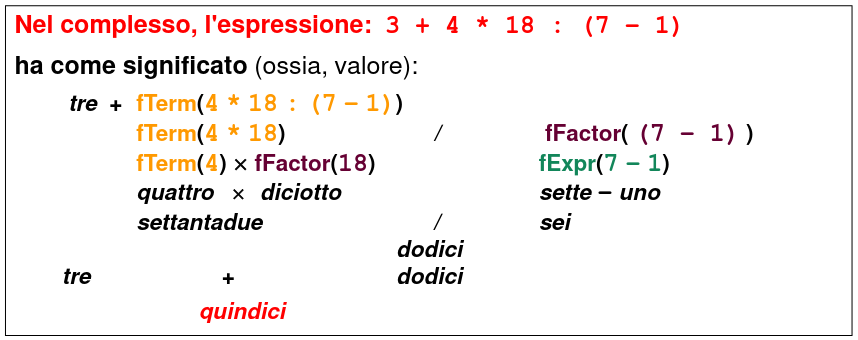 Nel complesso, l'espressione: 3 + 4 * 18 : (7 - 1)
ha come significato (ossia, valore):
tre + fTerm(4 * 18 : (7 - 1))
fTerm(4 * 18) / fFactor( (7 - 1) )
fTerm(4) × fFactor(18) fExpr(7 - 1)
quattro × diciotto sette – uno
settantadue / sei
dodici
tre + dodici
quindici